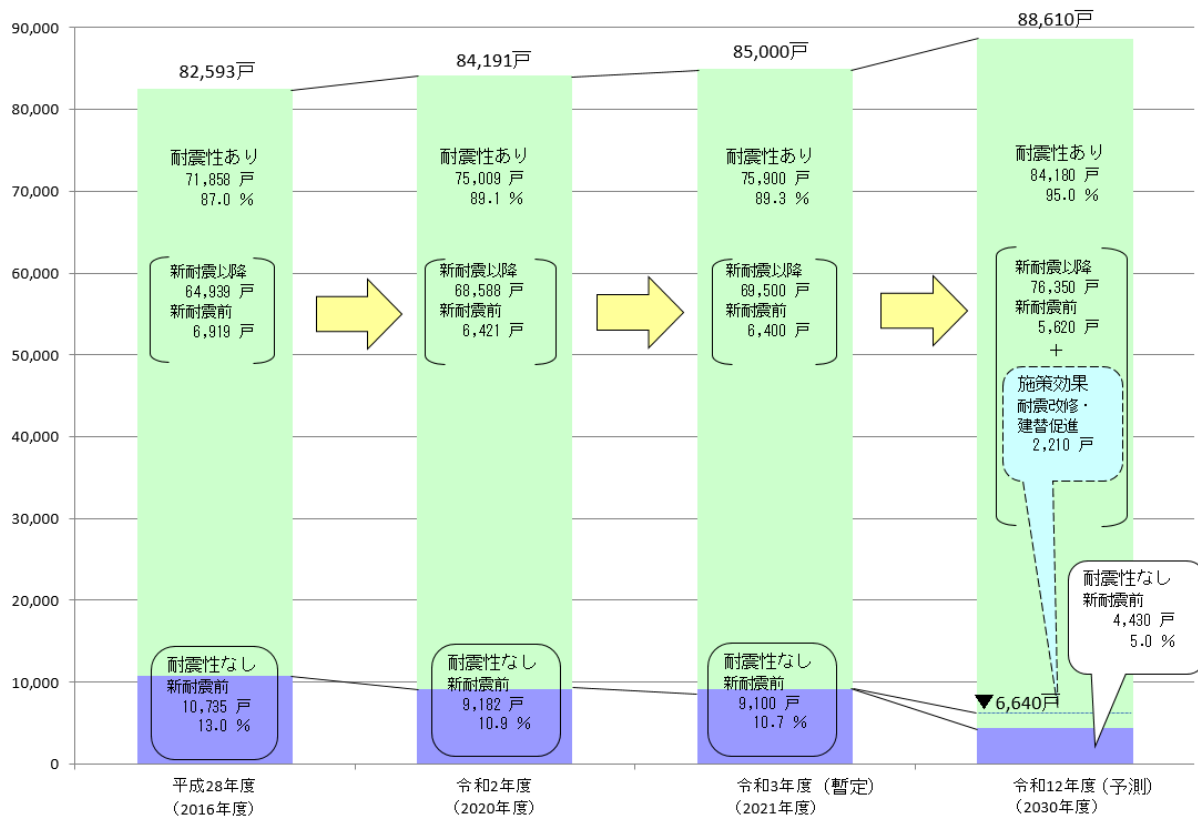 90,000
80,000
70,000
60,000
50,000
40,000
30,000
20,000
10,000
0
82,593戸
耐震性あり
71,858 戸
87.0 %
新耐震以降
64,939 戸
新耐震前
6,919 戸
耐震性なし
新耐震前
10,735 戸
13.0 %
平成28年度
（2016年度）
84,191戸
耐震性あり
75,009 戸
89.1 %
新耐震以降
68,588 戸
新耐震前
6,421 戸
耐震性なし
新耐震前
9,182 戸
10.9 %
令和2年度
（2020年度）
85,000戸
耐震性あり
75,900 戸
89.3 %
新耐震以降
69,500 戸
新耐震前
6,400 戸
耐震性なし
新耐震前
9,100 戸
10.7 %
令和3年度（暫定）
（2021年度）
88,610戸
耐震性あり
84,180 戸
95.0 %
新耐震以降
76,350 戸
新耐震前
5,620 戸
+
施策効果
耐震改修・
建替促進
2,210 戸
耐震性なし
新耐震前
4,430 戸
5.0 %
▼6,640戸
令和12年度（予測）
（2030年度）